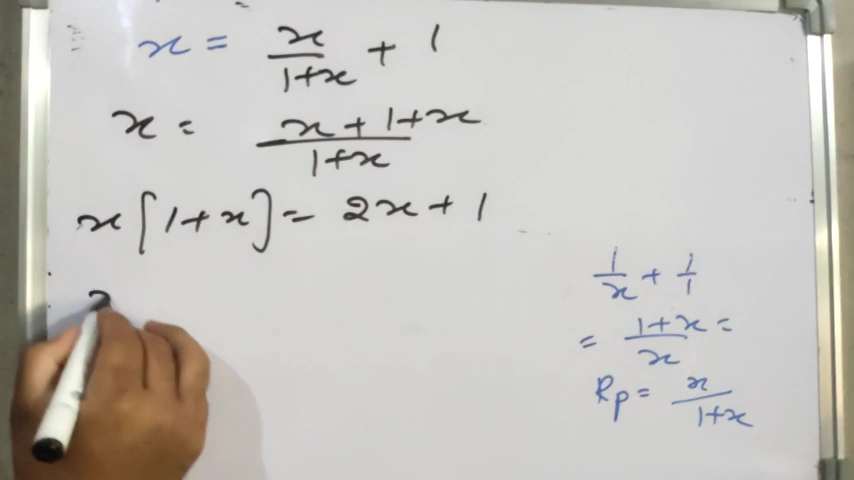 x = x/1+x + 1
x = x+1+x/1+x
x[1+x] = 2x+1
1/x + 1/1
= 1+x/x =
Rp = x/1+x